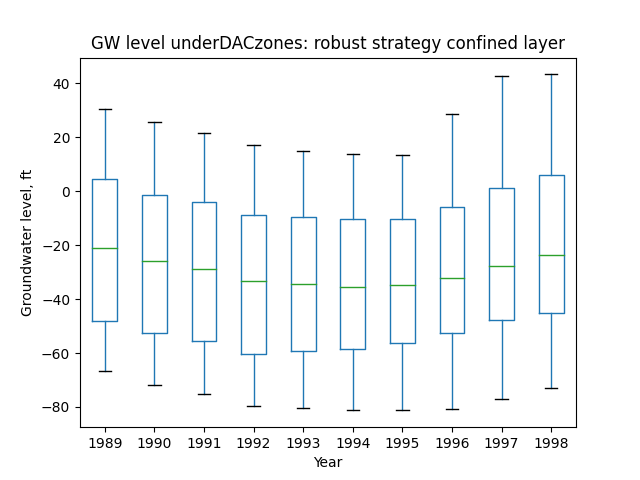 GW level underDACzones: robust strategy confined layer
Groundwater level, ft
40
20
0
−20
−40
−60
−80
1989 1990 1991 1992 1993 1994 1995 1996 1997 1998
Year